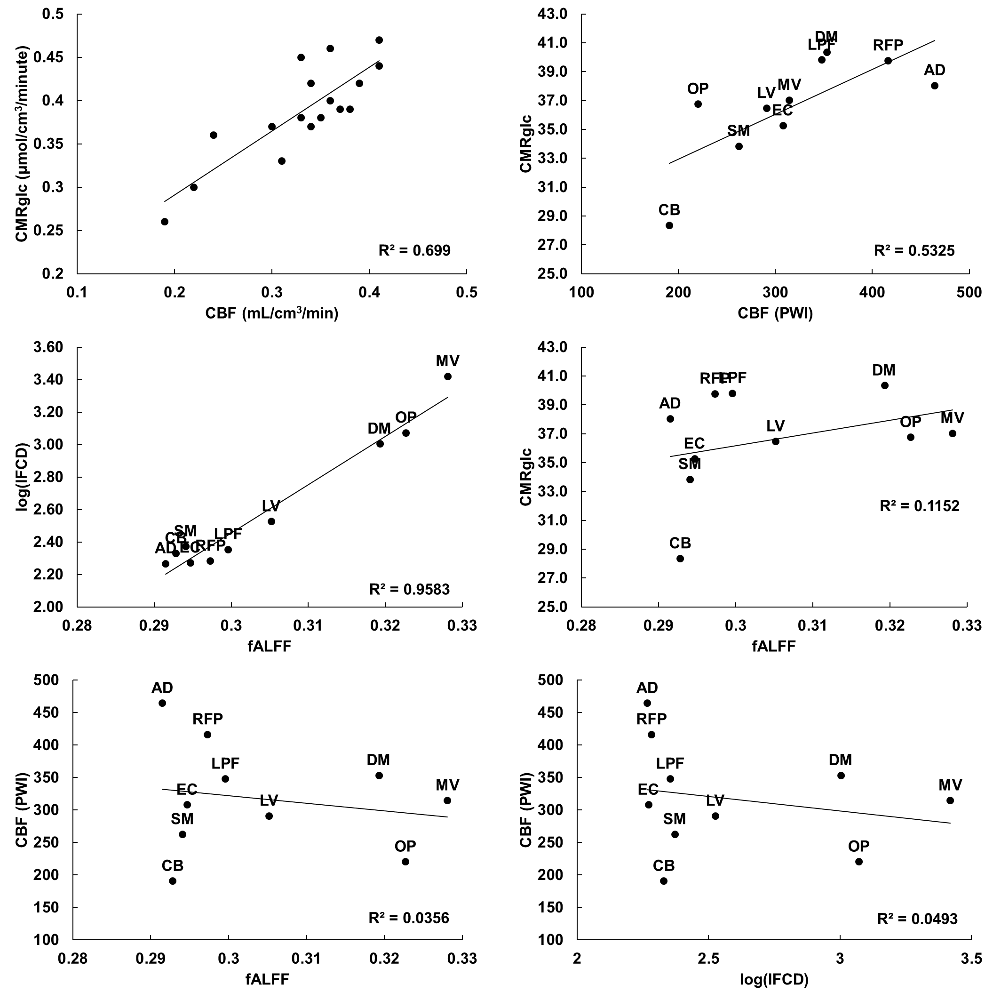 0.5
0.45
0.4
0.35
0.3
0.25
0.2
CMRglc (µmol/cm³/minute)
R² = 0.699
0.1 0.2 0.3 0.4 0.5
CBF (mL/cm³/min)
43.0
41.0
39.0
37.0
35.0
33.0
31.0
29.0
27.0
25.0
CMRglc
DM
LPF
RFP
AD
OP
MV
LV
EC
SM
CB
R² = 0.5325
100 200 300 400 500
CBF (PWI)
3.60
3.40
3.20
3.00
2.80
2.60
2.40
2.20
2.00
log(lFCD)
MV
OP
DM
LV
SM
LPF
CB
RFP
AD
EC
R² = 0.9583
0.28 0.29 0.3 0.31 0.32 0.33
fALFF
43.0
41.0
39.0
37.0
35.0
33.0
31.0
29.0
27.0
25.0
CMRglc
DM
RFP
LPF
AD
MV
OP
LV
EC
SM
R² = 0.1152
CB
0.28 0.29 0.3 0.31 0.32 0.33
fALFF
500
450
400
350
300
250
200
150
100
CBF (PWI)
AD
RFP
LPF
DM
EC
MV
LV
SM
OP
CB
R² = 0.0356
0.28 0.29 0.3 0.31 0.32 0.33
fALFF
500
450
400
350
300
250
200
150
100
CBF (PWI)
AD
RFP
LPF
DM
EC
MV
LV
SM
OP
CB
R² = 0.0493
2 2.5 3 3.5
log(lFCD)